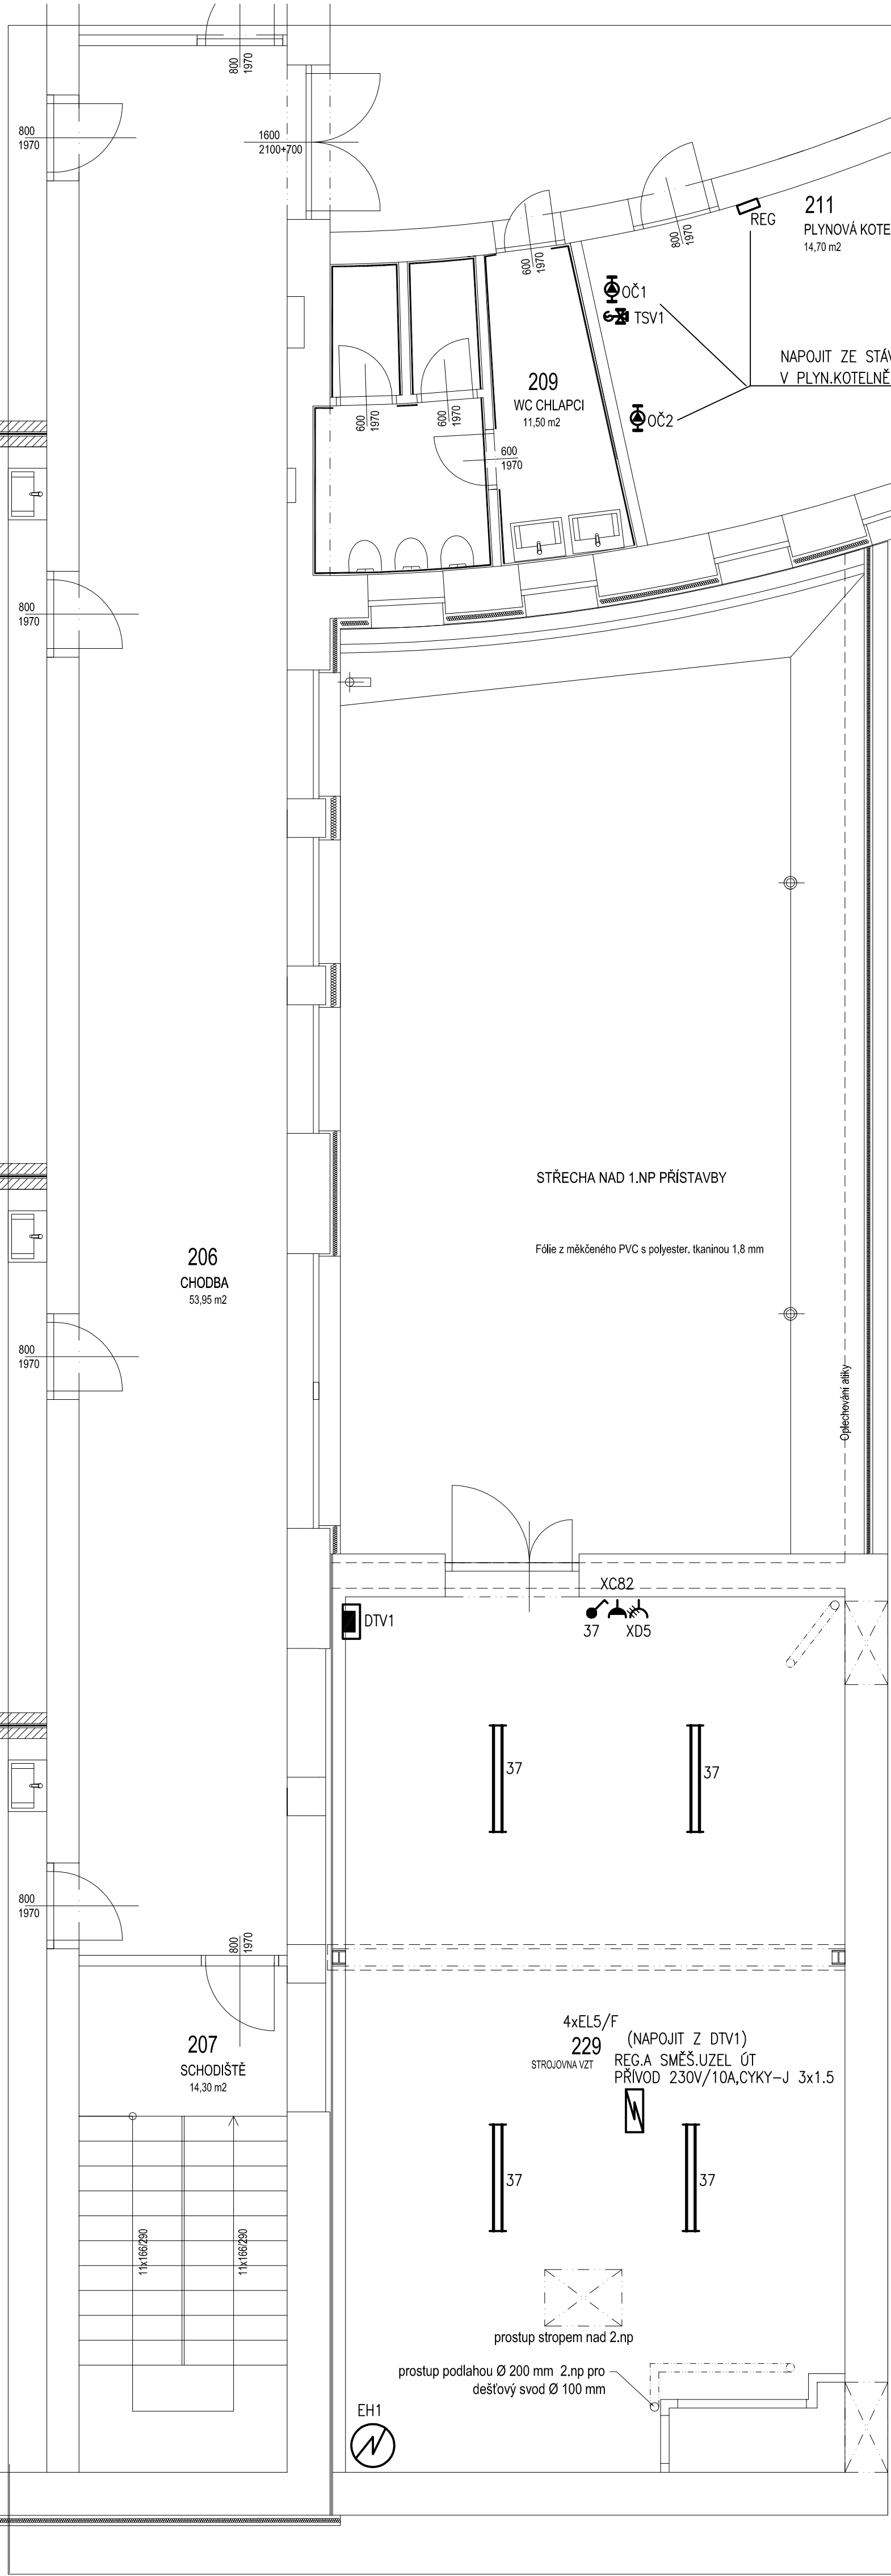 800
1970
800
1970
1600
2100+700
600
1970
800
1970
REG
211
14,70 m2
OČ1
TSV1
V PLYN.KOTELNĚ
OČ2
209
WC CHLAPCI
11,50 m2
600
1970
600
1970
600
1970
800
1970
STŘECHA NAD 1.NP PŘÍSTAVBY
Fólie z měkčeného PVC s polyester. tkaninou 1,8 mm
206
CHODBA
53,95 m2
800
1970
Oplechování atiky
XC82
37
XD5
DTV1
37
37
800
1970
800
1970
4xEL5/F
229
STROJOVNA VZT
(NAPOJIT Z DTV1)
REG.A SMĚŠ.UZEL ÚT
PŘÍVOD 230V/10A,CYKY-J 3x1.5
207
SCHODIŠTĚ
14,30 m2
37
37
11x166/290
11x166/290
prostup stropem nad 2.np
prostup podlahou Ø 200 mm 2.np pro
dešťový svod Ø 100 mm
EH1